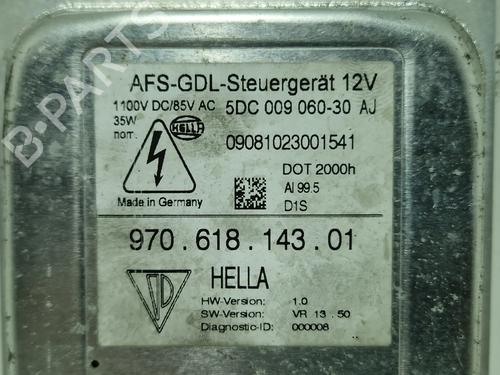 B-PARTS
AFS-GDL-Steuergerät 12V
1100V DC/85V AC 5DC 009 060-30 AJ
35W
nom.
HELLA
09081023001541
DOT 2000h
Al 99.5
D1S
Made in Germany
970.618.143.01
HELLA
HW-Version: 1.0
SW-Version: VR 13.50
Diagnostic-ID: 000008